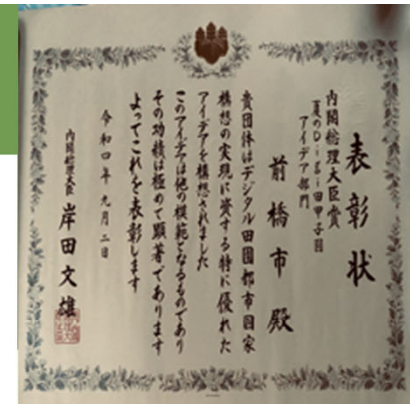 表彰状
内閣総理大臣賞
夏のDigi田甲子園
アイデア部門
前橋市殿
貴団体はデジタル田園都市国家
構想の実現に資する特に優れた
アイデアを構想されました
このアイデアは他の模範となるものであり
その功績は極めて顕著であります
よってこれを表彰します
令和四年九月二日
内閣総理大臣 岸田文雄